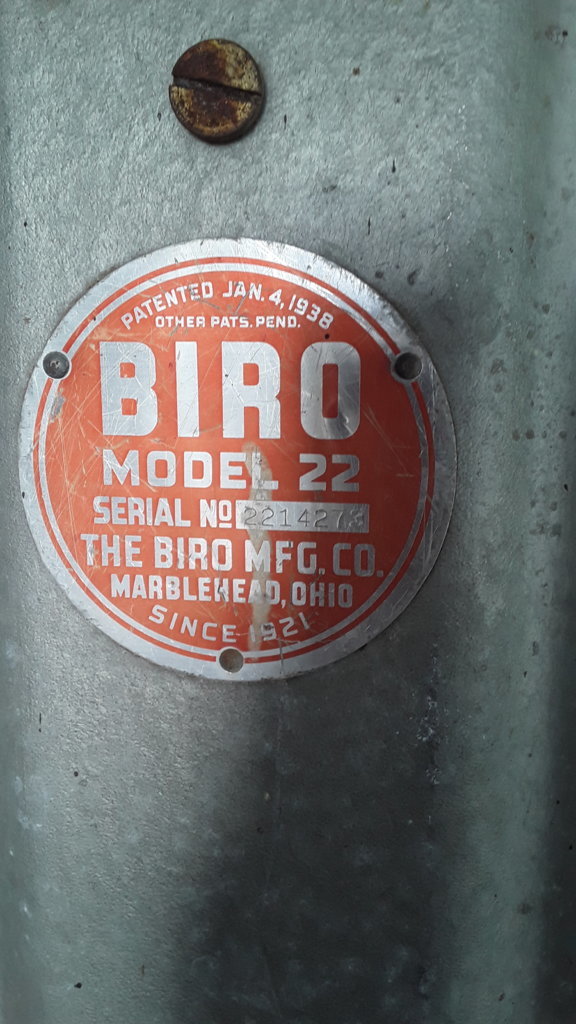 PATENTED JAN. 4, 1938
OTHER PATS. PEND.
BIRO
MODEL 22
SERIAL Nº 2214273
THE BIRO MFG. CO.
MARBLEHEAD, OHIO
SINCE 1921